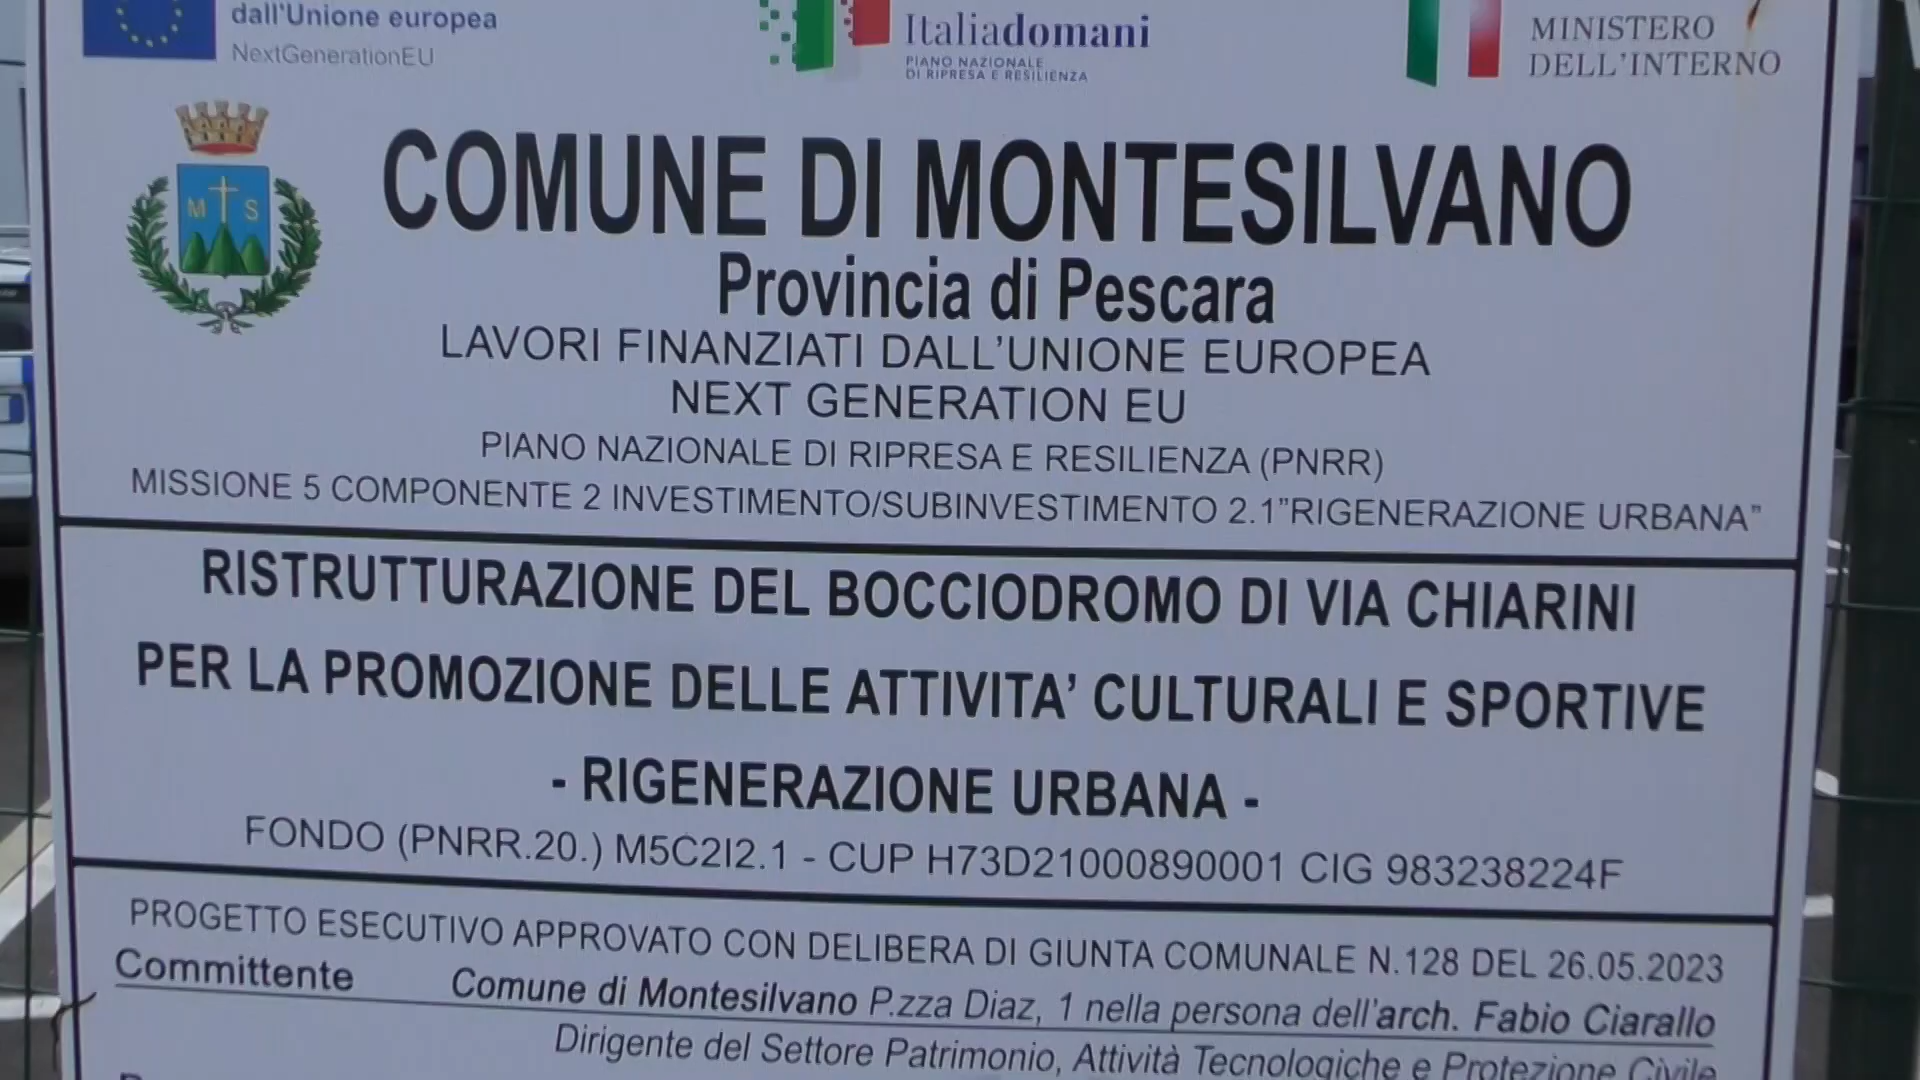 dall'Unione europea
NextGenerationEU
Italiadomani
PIANO NAZIONALE
DI RIPRESA E RESILIENZA
MINISTERO
DELL'INTERNO
M S
COMUNE DI MONTESILVANO
Provincia di Pescara
LAVORI FINANZIATI DALL'UNIONE EUROPEA
NEXT GENERATION EU
PIANO NAZIONALE DI RIPRESA E RESILIENZA (PNRR)
MISSIONE 5 COMPONENTE 2 INVESTIMENTO/SUBINVESTIMENTO 2.1"RIGENERAZIONE URBANA"
RISTRUTTURAZIONE DEL BOCCIODROMO DI VIA CHIARINI
PER LA PROMOZIONE DELLE ATTIVITA' CULTURALI E SPORTIVE
- RIGENERAZIONE URBANA -
FONDO (PNRR.20.) M5C2I2.1 - CUP H73D21000890001 CIG 983238224F
PROGETTO ESECUTIVO APPROVATO CON DELIBERA DI GIUNTA COMUNALE N.128 DEL 26.05.2023
Committente Comune di Montesilvano P.zza Diaz, 1 nella persona dell'arch. Fabio Ciarallo
Dirigente del Settore Patrimonio, Attività Tecnologiche e Protezione Civile